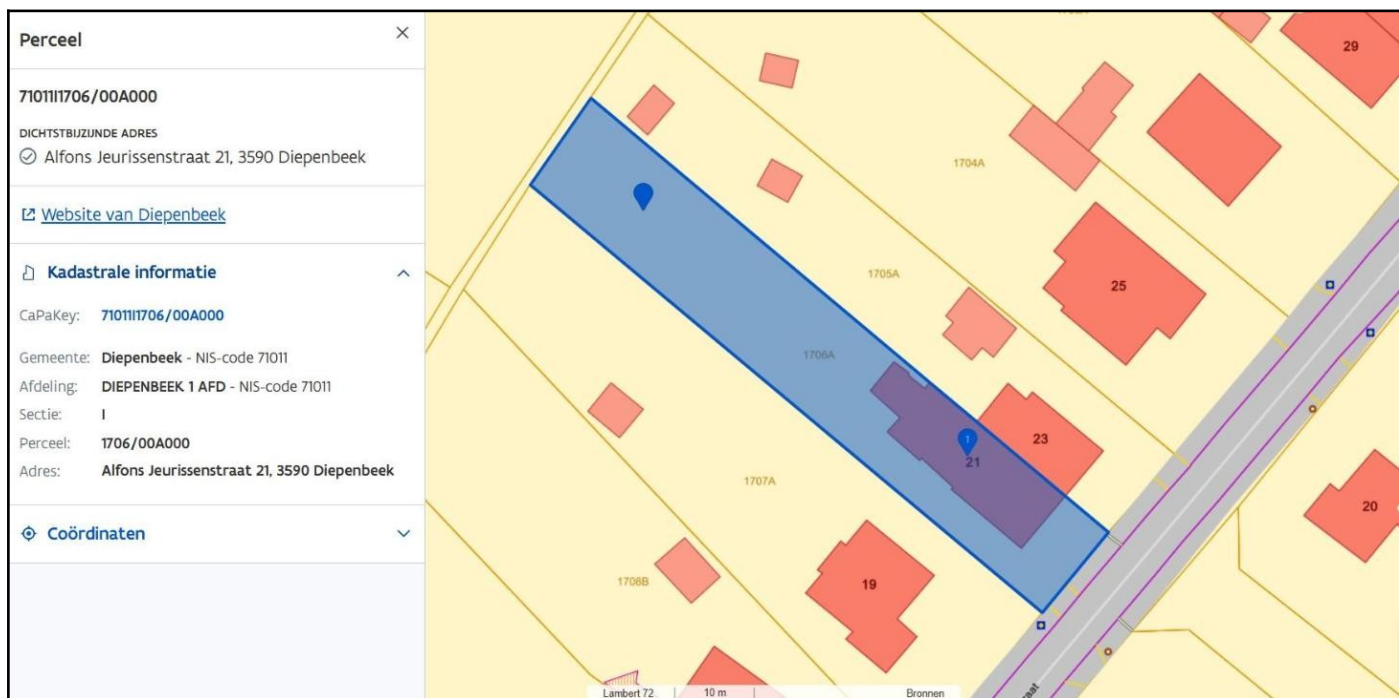 Perceel
71011I1706/00A000
DICHTSTBIJZIJNDE ADRES
Alfons Jeurissenstraat 21, 3590 Diepenbeek
Website van Diepenbeek
Kadastrale informatie
CaPaKey: 71011I1706/00A000
Gemeente: Diepenbeek - NIS-code 71011
Afdeling: DIEPENBEEK 1 AFD - NIS-code 71011
Sectie: I
Perceel: 1706/00A000
Adres: Alfons Jeurissenstraat 21, 3590 Diepenbeek
Coördinaten
29
1704A
1705A
25
1706A
23
1
21
20
1707A
1708B
19
raat
Lambert 72 10 m Bronnen